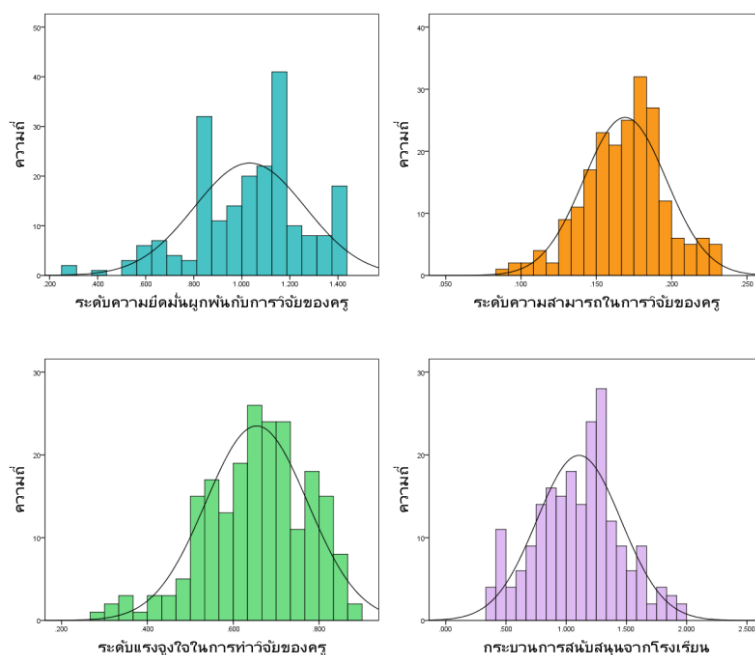 50
40
30
20
10
0
ความถี่
.200 .400 .600 .800 1.000 1.200 1.400
ระดับความยึดมั่นผูกพันกับการวิจัยของครู
40
30
20
10
0
ความถี่
.050 .100 .150 .200 .250
ระดับความสามารถในการวิจัยของครู
30
20
10
0
ความถี่
.200 .400 .600 .800
ระดับแรงจูงใจในการทำวิจัยของครู
30
20
10
0
ความถี่
.000 .500 1.000 1.500 2.000 2.500
กระบวนการสนับสนุนจากโรงเรียน